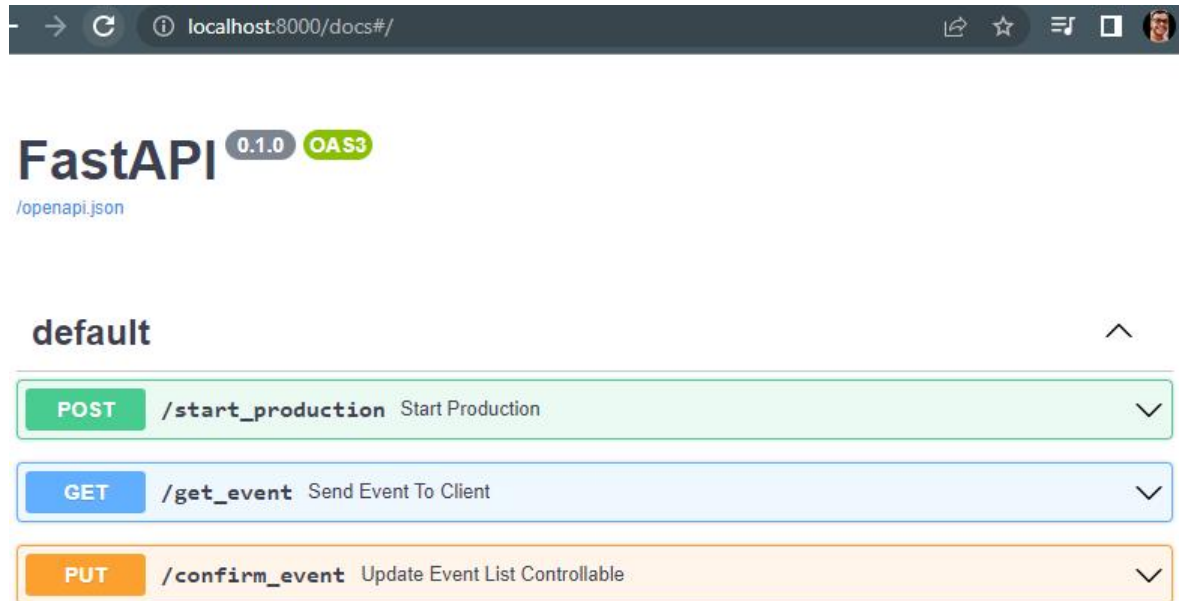 localhost:8000/docs#/
FastAPI 0.1.0 OAS3
/openapi.json
default
POST /start_production Start Production
GET /get_event Send Event To Client
PUT /confirm_event Update Event List Controllable